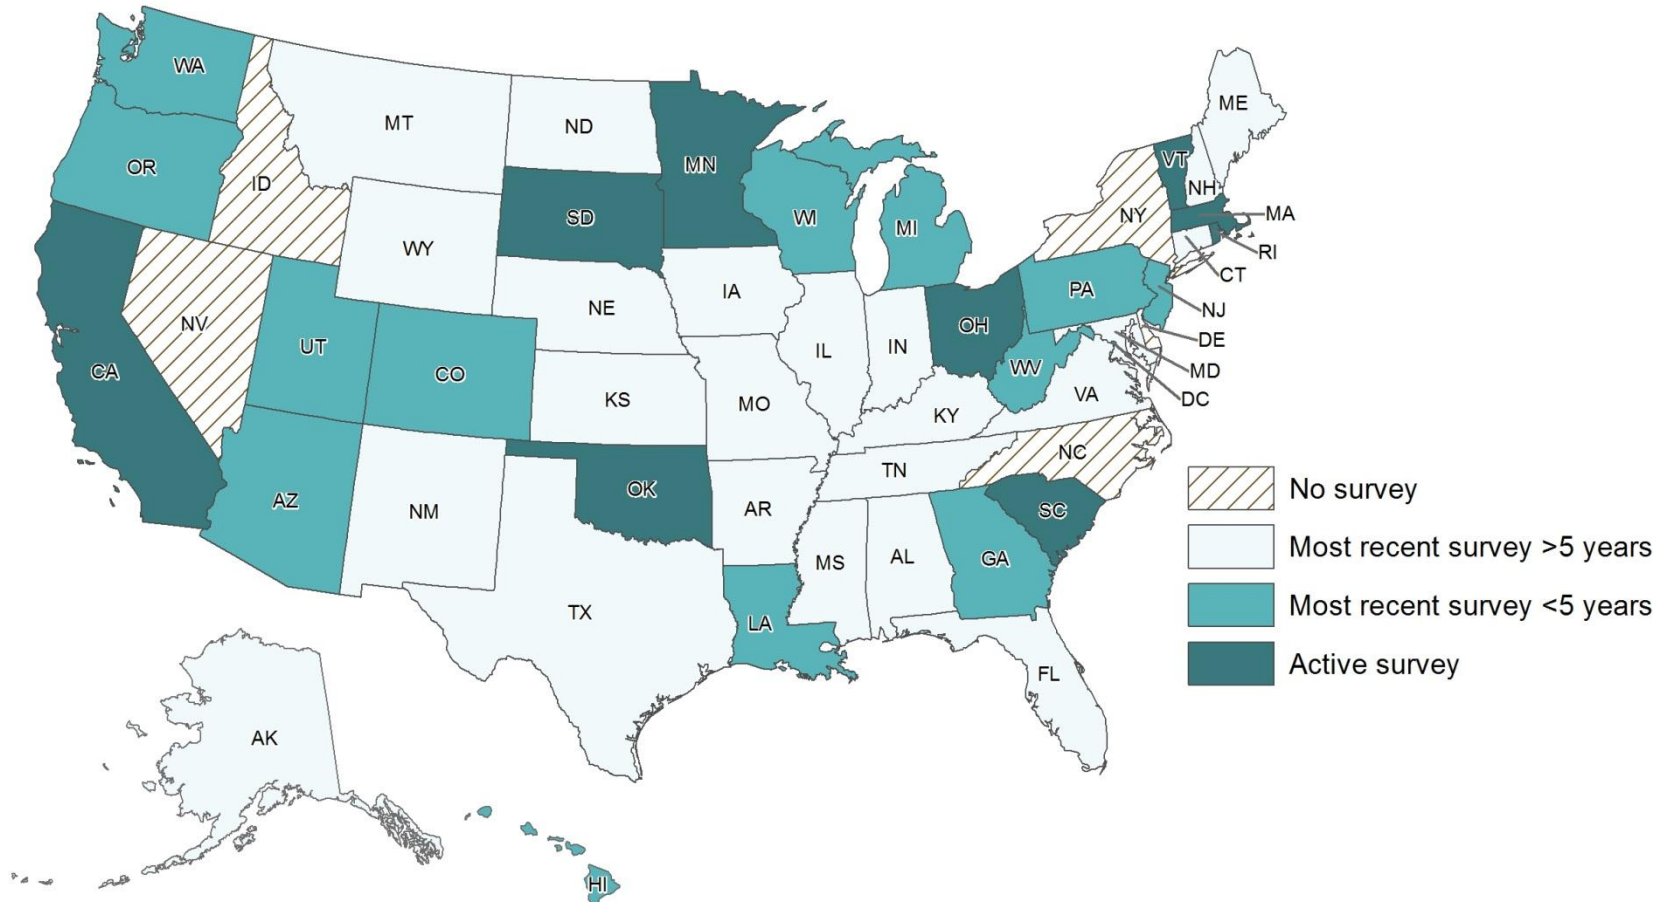 WA
MT
ND
ME
OR
ID
MN
VT
NH
SD
WI
MI
NY
MA
RI
WY
CT
IA
PA
NJ
NE
NV
UT
CO
OH
DE
IL
IN
WV
MD
DC
CA
KS
MO
KY
VA
NC
TN
OK
AZ
NM
AR
SC
MS
AL
GA
TX
LA
FL
AK
HI
No survey
Most recent survey >5 years
Most recent survey <5 years
Active survey